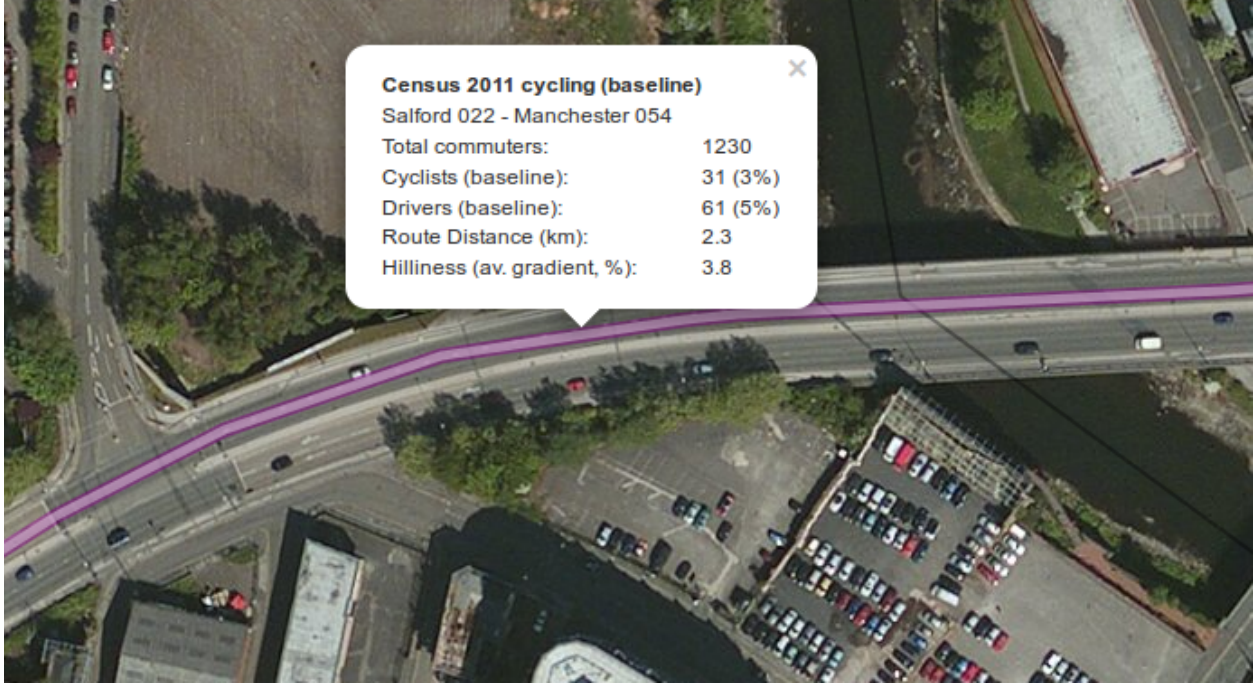 Census 2011 cycling (baseline)
Salford 022 - Manchester 054
Total commuters: 1230
Cyclists (baseline): 31 (3%)
Drivers (baseline): 61 (5%)
Route Distance (km): 2.3
Hilliness (av. gradient, %): 3.8